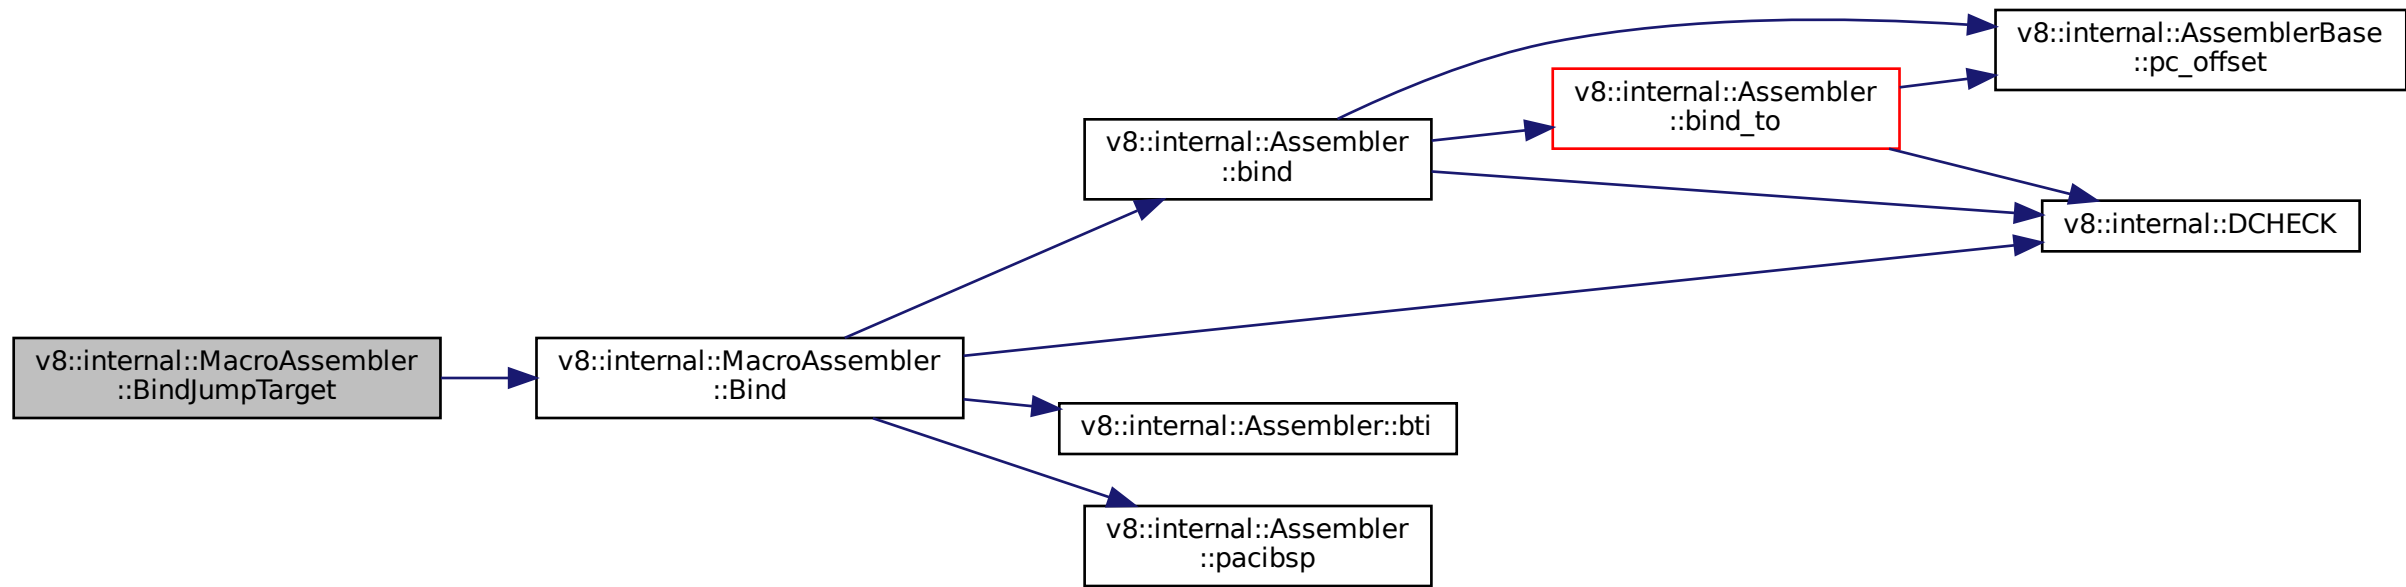 v8::internal::MacroAssembler
::BindJumpTarget
v8::internal::MacroAssembler
::Bind
v8::internal::Assembler
::bind
v8::internal::Assembler
::bind_to
v8::internal::AssemblerBase
::pc_offset
v8::internal::DCHECK
v8::internal::Assembler::bti
v8::internal::Assembler
::pacibsp